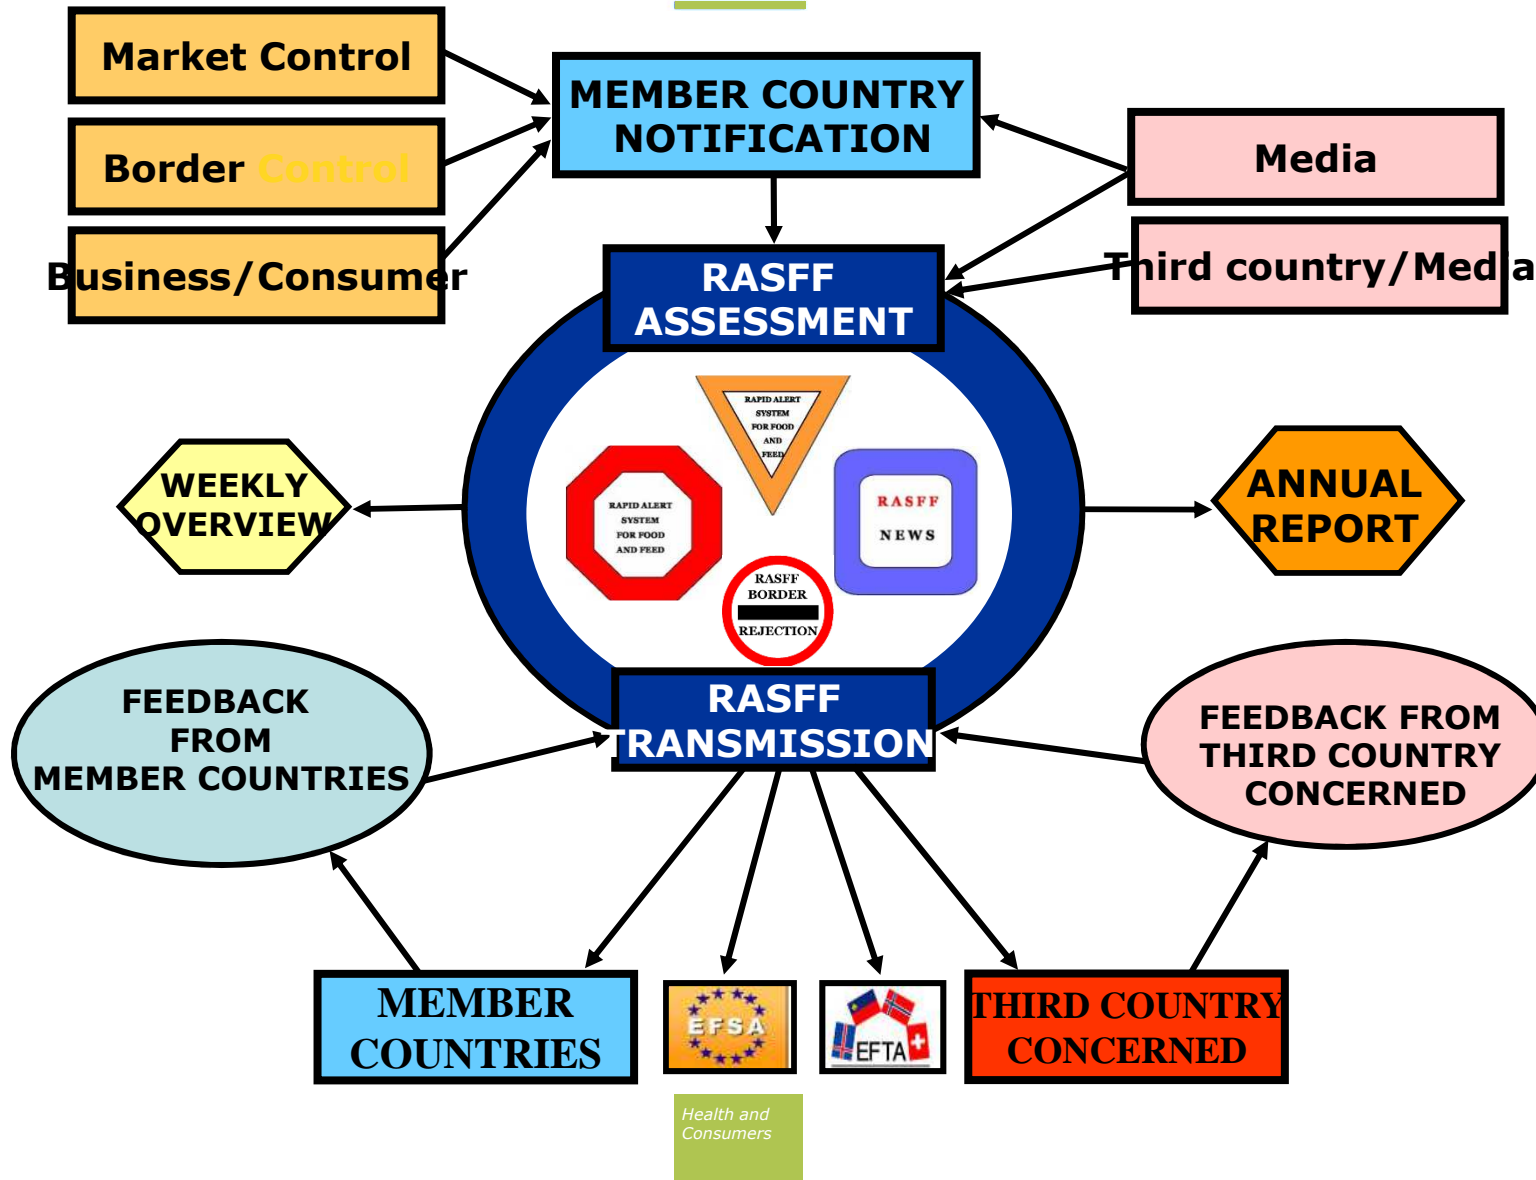 Market Control
MEMBER COUNTRY
NOTIFICATION
Border Control
Media
Business/Consumer
Third country/Media
RASFF
ASSESSMENT
RAPID ALERT
SYSTEM
FOR FOOD
AND
FEED
WEEKLY
OVERVIEW
RAPID ALERT
SYSTEM
FOR FOOD
AND FEED
RASFF
NEWS
ANNUAL
REPORT
RASFF
BORDER
REJECTION
FEEDBACK
FROM
MEMBER COUNTRIES
RASFF
TRANSMISSION
FEEDBACK FROM
THIRD COUNTRY
CONCERNED
MEMBER
COUNTRIES
EFSA
EFTA
THIRD COUNTRY
CONCERNED
Health and
Consumers